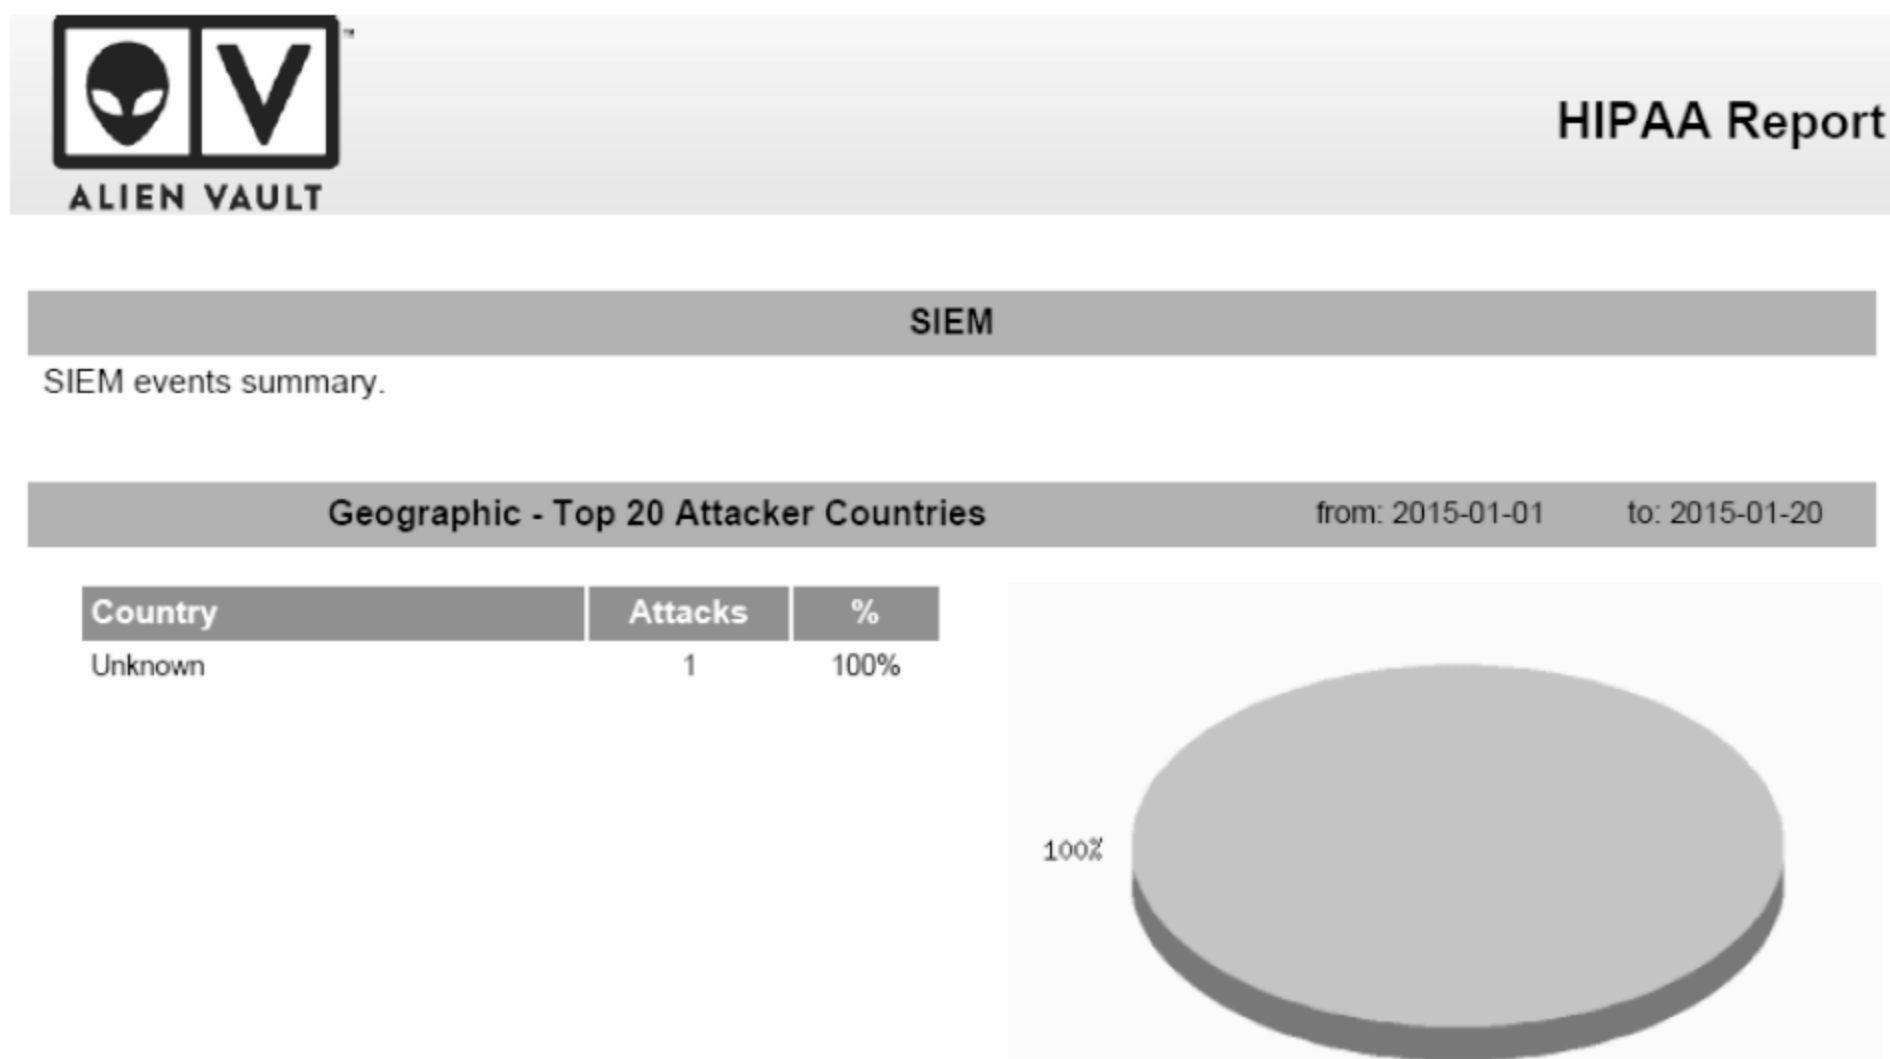 V
™
ALIEN VAULT
HIPAA Report
SIEM
SIEM events summary.
Geographic - Top 20 Attacker Countries from: 2015-01-01 to: 2015-01-20
Country Attacks %
Unknown 1 100%
100%